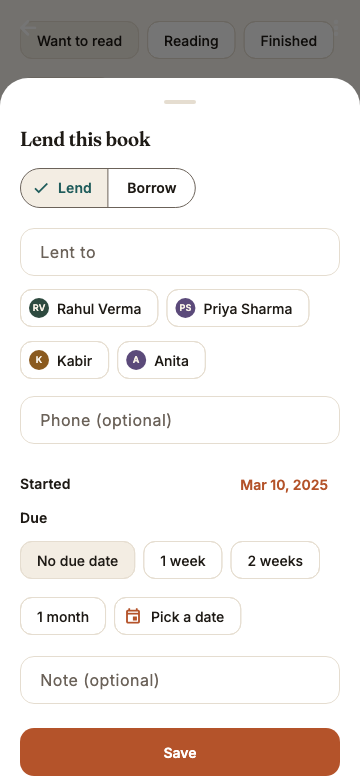 Want to read Reading Finished
Lend this book
Lend Borrow
Lent to
RV Rahul Verma PS Priya Sharma
K Kabir A Anita
Phone (optional)
Started Mar 10, 2025
Due
No due date 1 week 2 weeks
1 month Pick a date
Note (optional)
Save